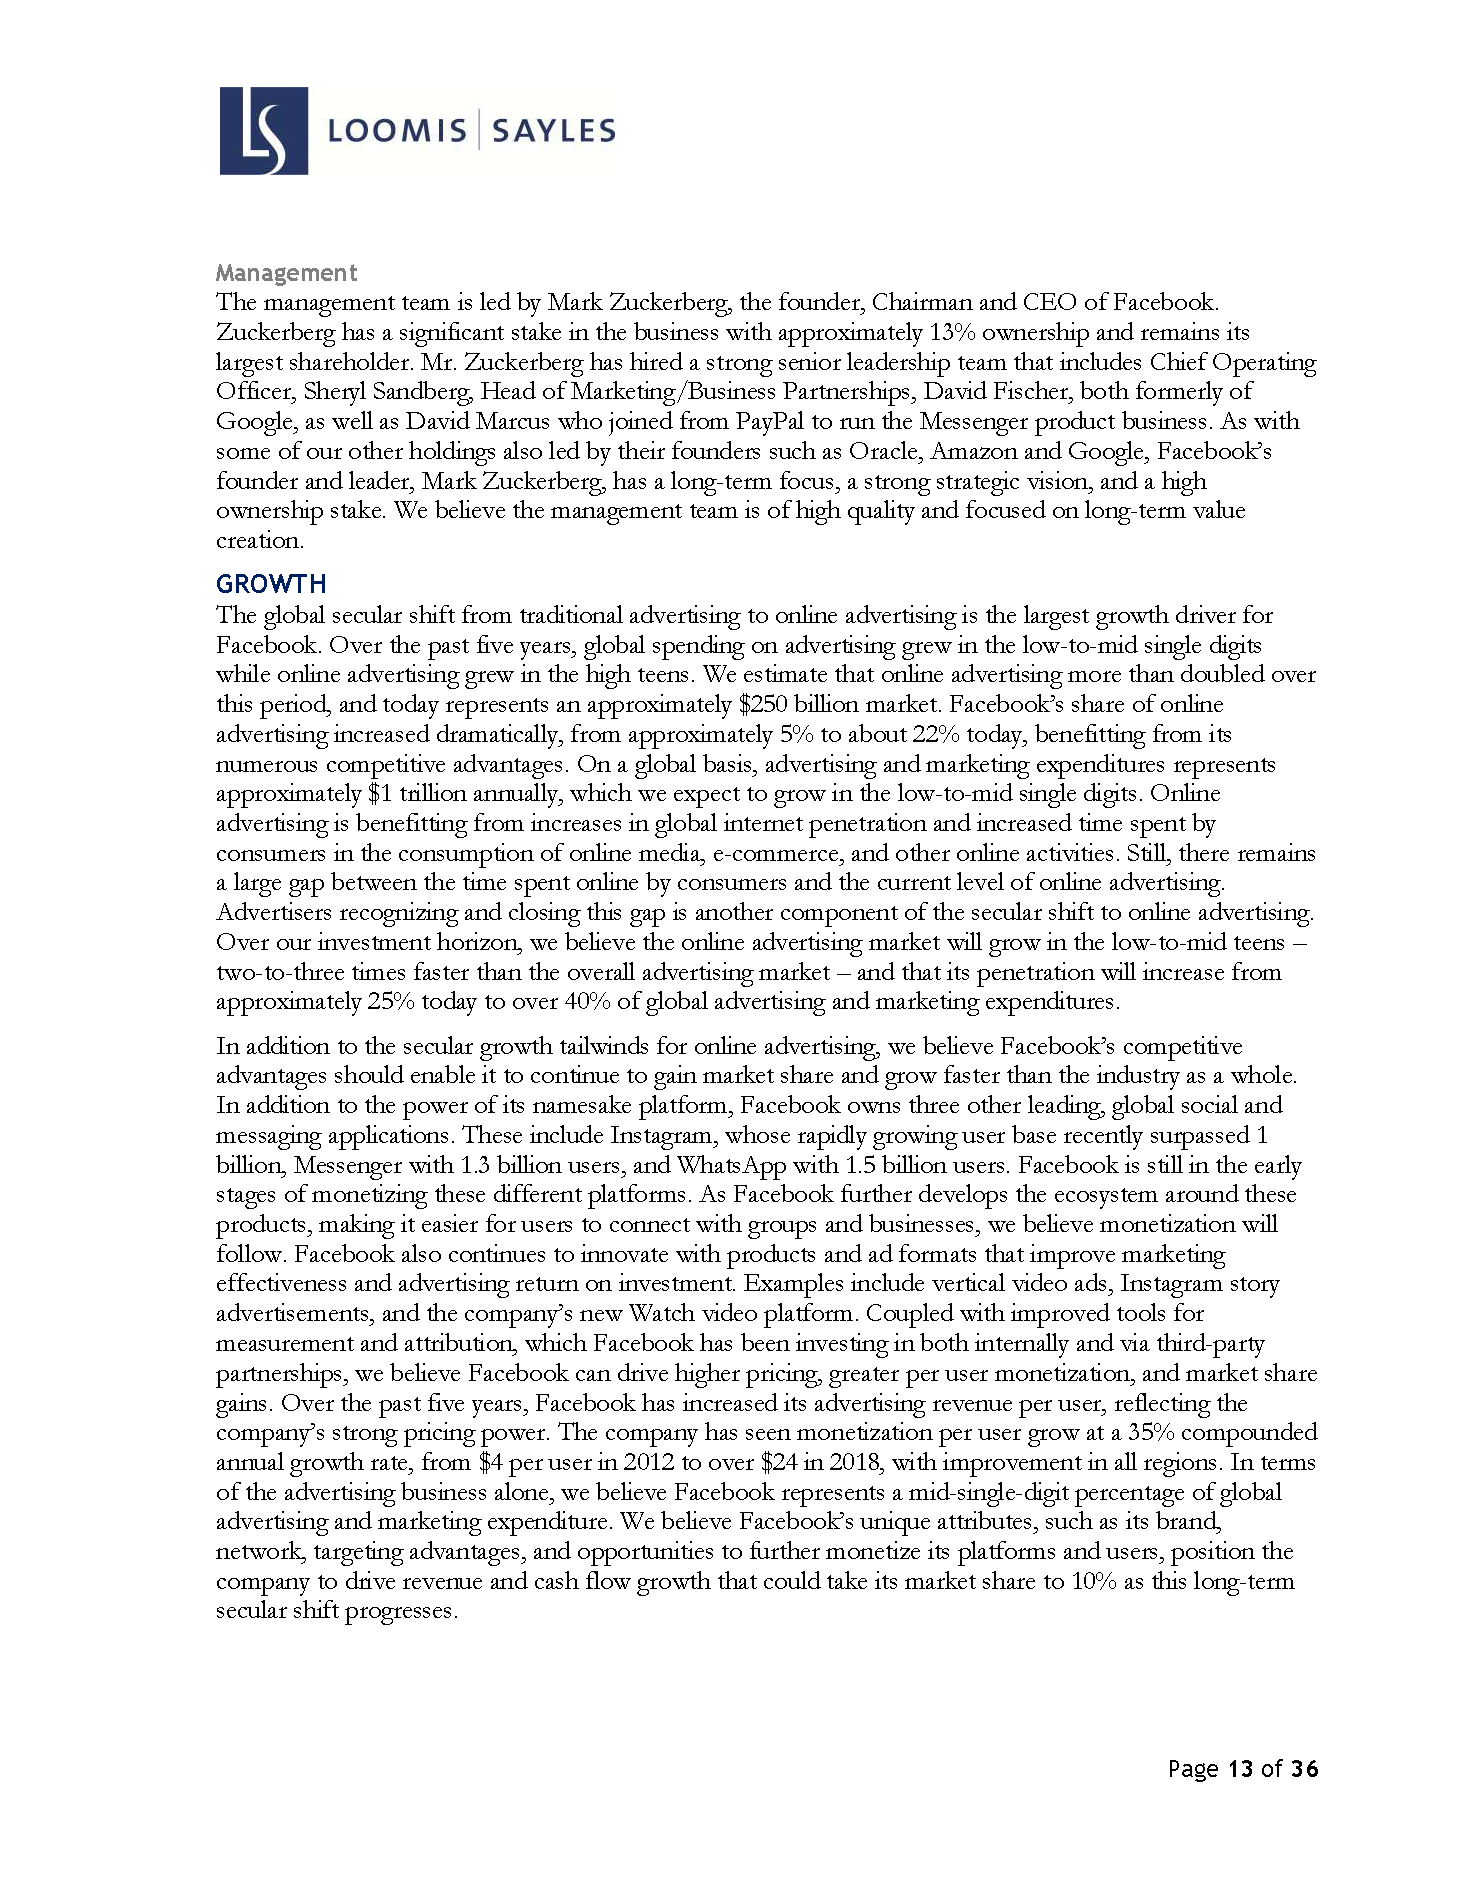 LS LOOMIS | SAYLES
Management
The management team is led by Mark Zuckerberg, the founder, Chairman and CEO of Facebook.
Zuckerberg has a significant stake in the business with approximately 13% ownership and remains its
largest shareholder. Mr. Zuckerberg has hired a strong senior leadership team that includes Chief Operating
Officer, Sheryl Sandberg, Head of Marketing/Business Partnerships, David Fischer, both formerly of
Google, as well as David Marcus who joined from PayPal to run the Messenger product business. As with
some of our other holdings also led by their founders such as Oracle, Amazon and Google, Facebook’s
founder and leader, Mark Zuckerberg, has a long-term focus, a strong strategic vision, and a high
ownership stake. We believe the management team is of high quality and focused on long-term value
creation.
GROWTH
The global secular shift from traditional advertising to online advertising is the largest growth driver for
Facebook. Over the past five years, global spending on advertising grew in the low-to-mid single digits
while online advertising grew in the high teens. We estimate that online advertising more than doubled over
this period, and today represents an approximately $250 billion market. Facebook’s share of online
advertising increased dramatically, from approximately 5% to about 22% today, benefitting from its
numerous competitive advantages. On a global basis, advertising and marketing expenditures represents
approximately $1 trillion annually, which we expect to grow in the low-to-mid single digits. Online
advertising is benefitting from increases in global internet penetration and increased time spent by
consumers in the consumption of online media, e-commerce, and other online activities. Still, there remains
a large gap between the time spent online by consumers and the current level of online advertising.
Advertisers recognizing and closing this gap is another component of the secular shift to online advertising.
Over our investment horizon, we believe the online advertising market will grow in the low-to-mid teens –
two-to-three times faster than the overall advertising market – and that its penetration will increase from
approximately 25% today to over 40% of global advertising and marketing expenditures.
In addition to the secular growth tailwinds for online advertising, we believe Facebook’s competitive
advantages should enable it to continue to gain market share and grow faster than the industry as a whole.
In addition to the power of its namesake platform, Facebook owns three other leading, global social and
messaging applications. These include Instagram, whose rapidly growing user base recently surpassed 1
billion, Messenger with 1.3 billion users, and WhatsApp with 1.5 billion users. Facebook is still in the early
stages of monetizing these different platforms. As Facebook further develops the ecosystem around these
products, making it easier for users to connect with groups and businesses, we believe monetization will
follow. Facebook also continues to innovate with products and ad formats that improve marketing
effectiveness and advertising return on investment. Examples include vertical video ads, Instagram story
advertisements, and the company’s new Watch video platform. Coupled with improved tools for
measurement and attribution, which Facebook has been investing in both internally and via third-party
partnerships, we believe Facebook can drive higher pricing, greater per user monetization, and market share
gains. Over the past five years, Facebook has increased its advertising revenue per user, reflecting the
company’s strong pricing power. The company has seen monetization per user grow at a 35% compounded
annual growth rate, from $4 per user in 2012 to over $24 in 2018, with improvement in all regions. In terms
of the advertising business alone, we believe Facebook represents a mid-single-digit percentage of global
advertising and marketing expenditure. We believe Facebook’s unique attributes, such as its brand,
network, targeting advantages, and opportunities to further monetize its platforms and users, position the
company to drive revenue and cash flow growth that could take its market share to 10% as this long-term
secular shift progresses.
Page 13 of 36